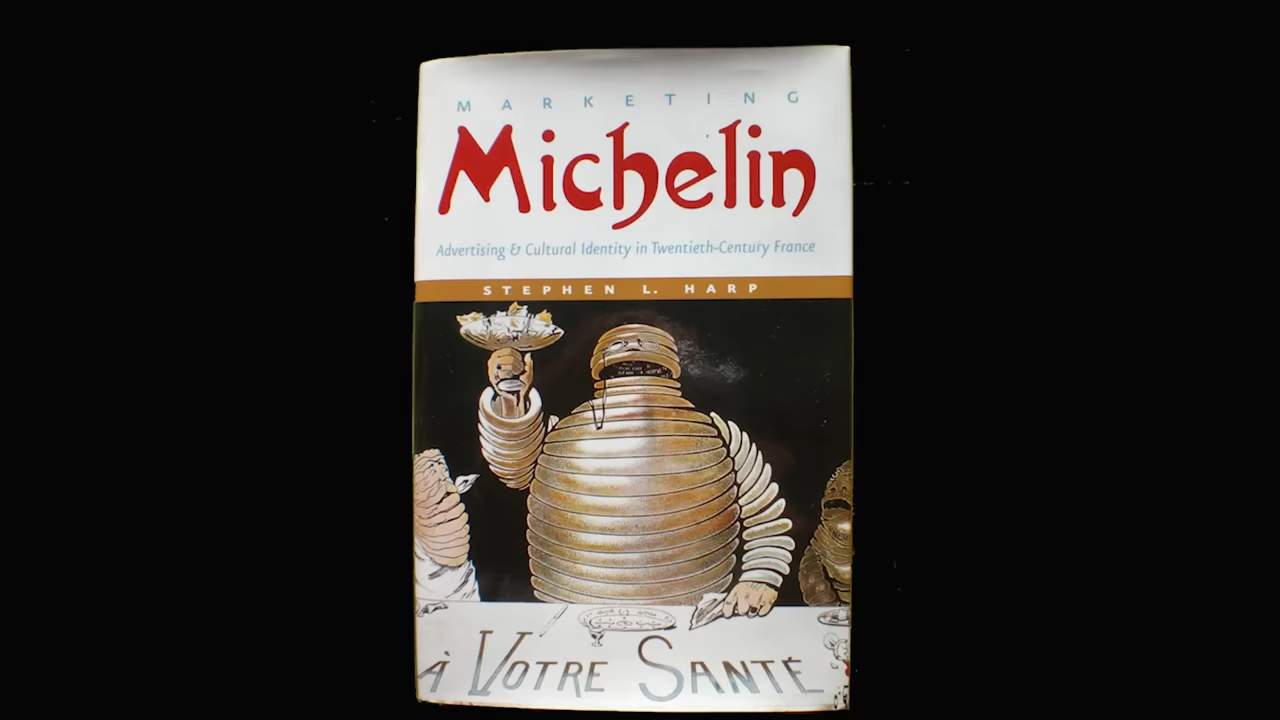 MARKETING
Michelin
Advertising & Cultural Identity in Twentieth-Century France
STEPHEN L. HARP
À VOTRE SANTÉ